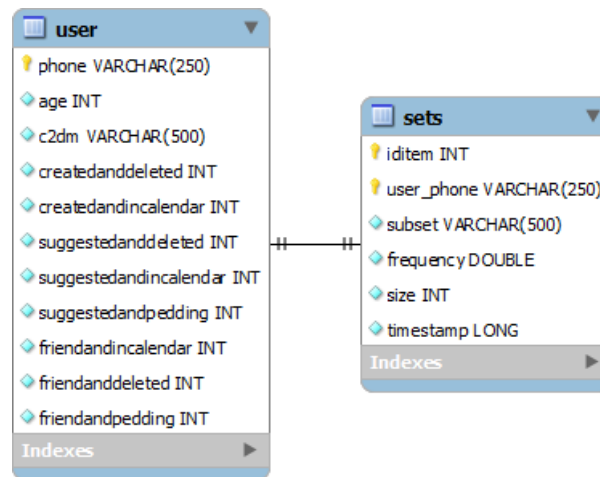 user
phone VARCHAR(250)
age INT
c2dm VARCHAR(500)
createdanddeleted INT
createdandincalendar INT
suggestedanddeleted INT
suggestedandincalendar INT
suggestedandpedding INT
friendandincalendar INT
friendanddeleted INT
friendandpedding INT
Indexes
sets
iditem INT
user_phone VARCHAR(250)
subset VARCHAR(500)
frequency DOUBLE
size INT
timestamp LONG
Indexes